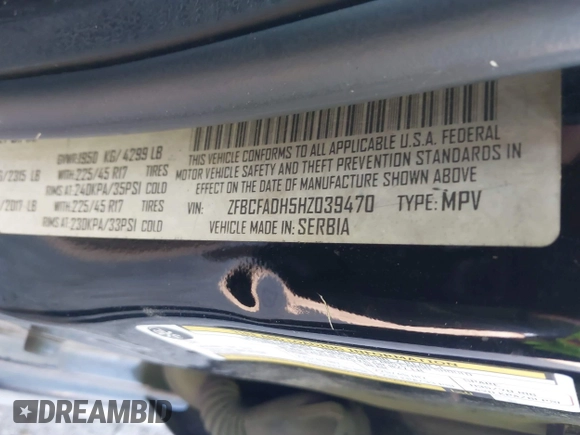 GVWR: 1950 KG/4299 LB
2315 LB WITH 225/45 R17 TIRES
RIMS AT 240KPA/35PSI COLD
2017 LB WITH 225/45 R17 TIRES
RIMS AT 230KPA/33PSI COLD
THIS VEHICLE CONFORMS TO ALL APPLICABLE U.S.A. FEDERAL
MOTOR VEHICLE SAFETY, BUMPER AND THEFT PREVENTION STANDARDS IN
EFFECT ON THE DATE OF MANUFACTURE SHOWN ABOVE.
VIN: ZFBCFADH5HZ039470 TYPE: MPV
VEHICLE MADE IN: SERBIA
INFORMATION
DREAMBID